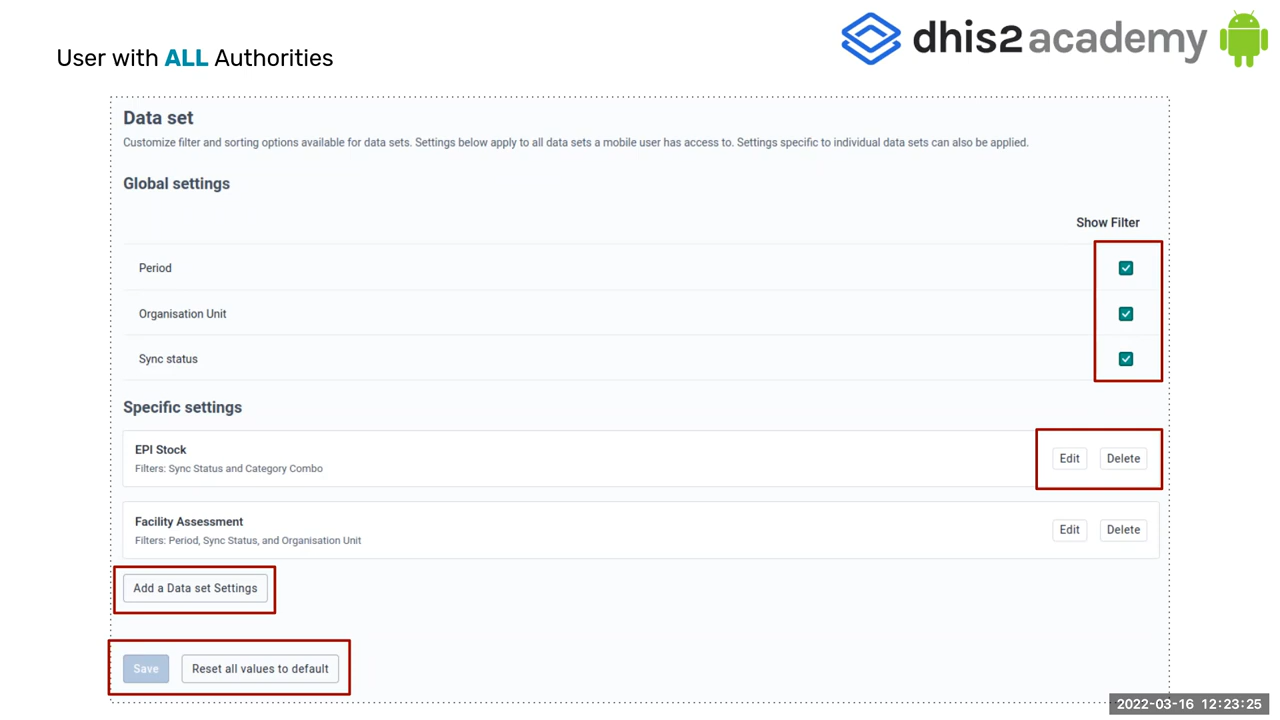 User with ALL Authorities
dhis2 academy
Data set
Customize filter and sorting options available for data sets. Settings below apply to all data sets a mobile user has access to. Settings specific to individual data sets can also be applied.
Global settings
Show Filter
Period
Organisation Unit
Sync status
Specific settings
EPI Stock
Filters: Sync Status and Category Combo
Edit Delete
Facility Assessment
Filters: Period, Sync Status, and Organisation Unit
Edit Delete
Add a Data set Settings
Save Reset all values to default
2022-03-16 12:23:25